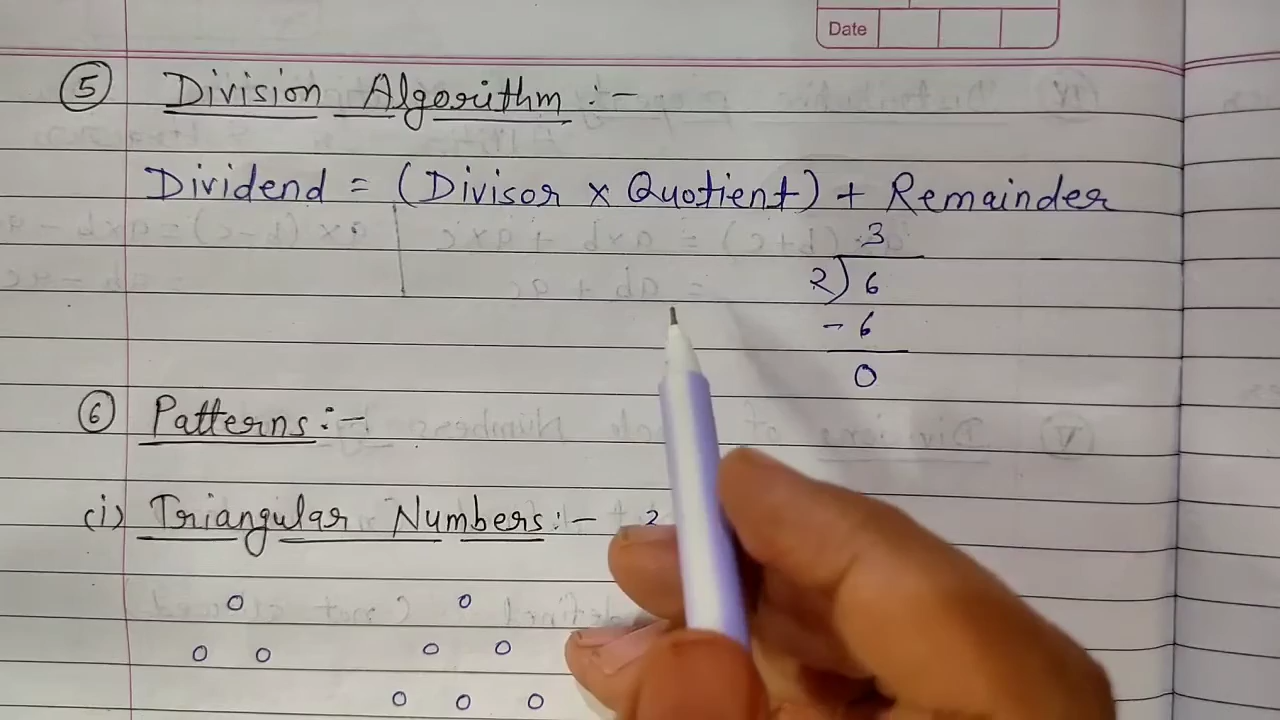 Date
⑤ Division Algorithm :-
Dividend = (Divisor × Quotient) + Remainder
3
2) 6
- 6
0
⑥ Patterns :-
(i) Triangular Numbers :-